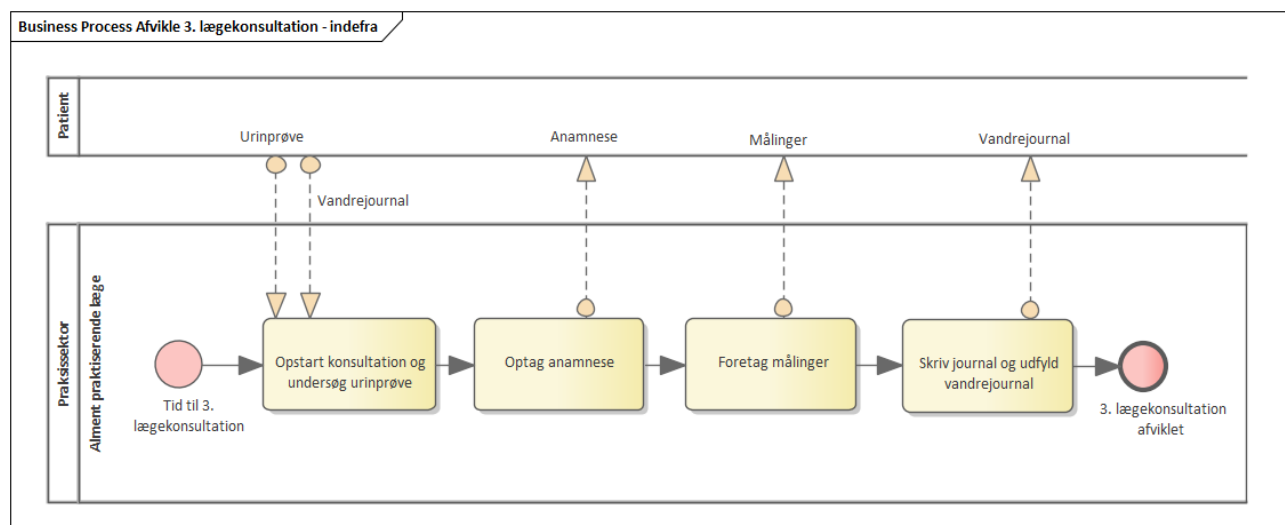 Business Process Afvikle 3. lægekonsultation - indefra
Patient
Urinprøve
Anamnese
Målinger
Vandrejournal
Vandrejournal
Praksissektor
Alment praktiserende læge
Tid til 3.
lægekonsultation
Opstart konsultation og
undersøg urinprøve
Optag anamnese
Foretag målinger
Skriv journal og udfyld
vandrejournal
3. lægekonsultation
afviklet